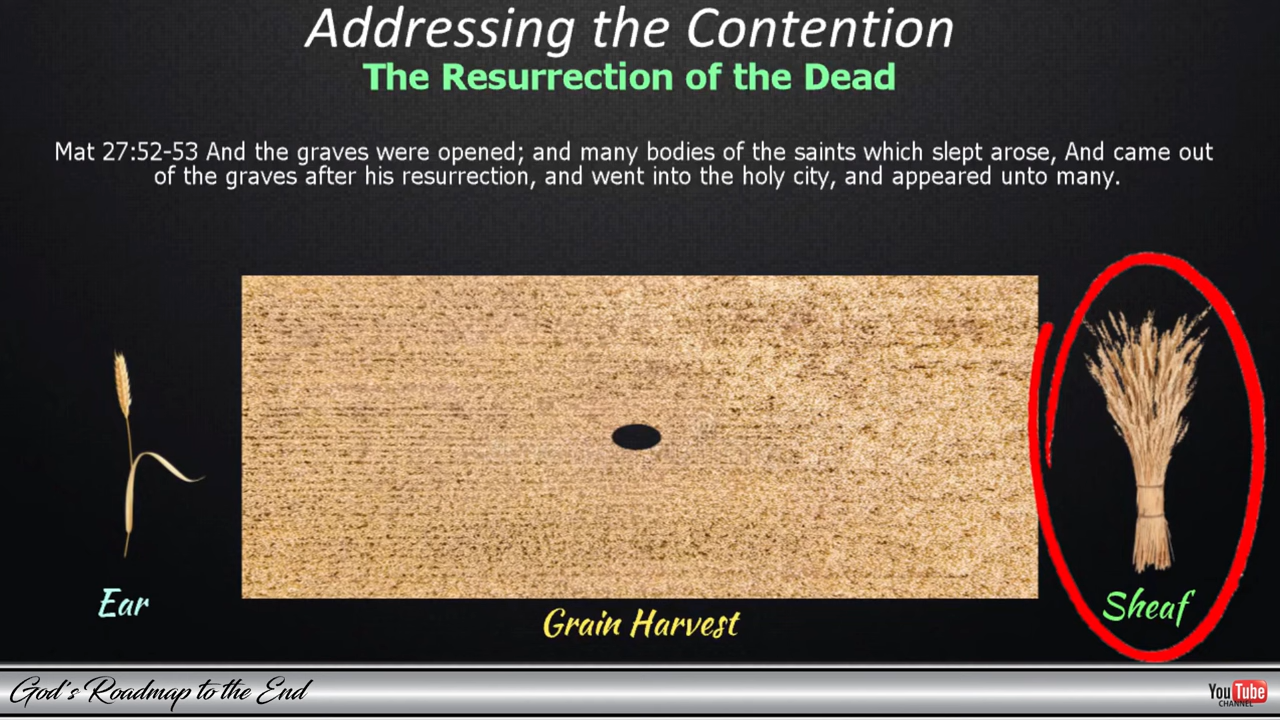 Addressing the Contention
The Resurrection of the Dead
Mat 27:52-53 And the graves were opened; and many bodies of the saints which slept arose, And came out
of the graves after his resurrection, and went into the holy city, and appeared unto many.
Ear
Grain Harvest
Sheaf
God's Roadmap to the End
YouTube
CHANNEL